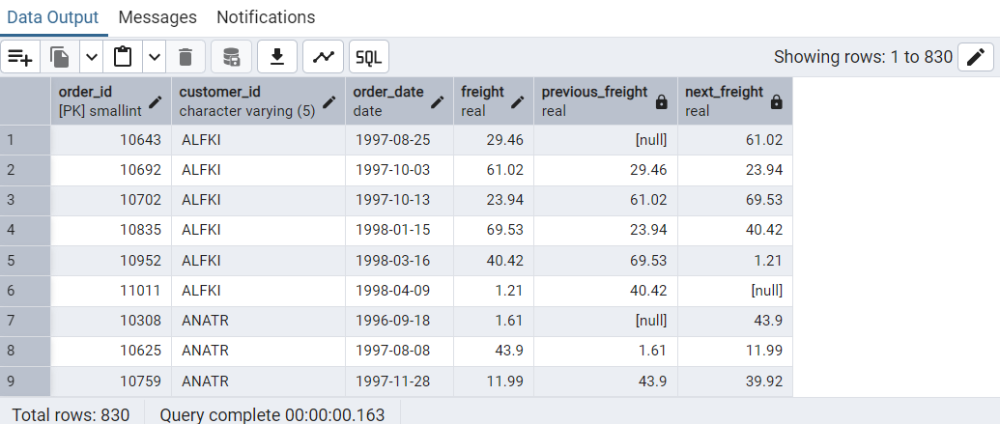 Data Output Messages Notifications
SQL Showing rows: 1 to 830
order_id customer_id order_date freight previous_freight next_freight
[PK] smallint character varying (5) date real real real
1 10643 ALFKI 1997-08-25 29.46 [null] 61.02
2 10692 ALFKI 1997-10-03 61.02 29.46 23.94
3 10702 ALFKI 1997-10-13 23.94 61.02 69.53
4 10835 ALFKI 1998-01-15 69.53 23.94 40.42
5 10952 ALFKI 1998-03-16 40.42 69.53 1.21
6 11011 ALFKI 1998-04-09 1.21 40.42 [null]
7 10308 ANATR 1996-09-18 1.61 [null] 43.9
8 10625 ANATR 1997-08-08 43.9 1.61 11.99
9 10759 ANATR 1997-11-28 11.99 43.9 39.92
Total rows: 830 Query complete 00:00:00.163